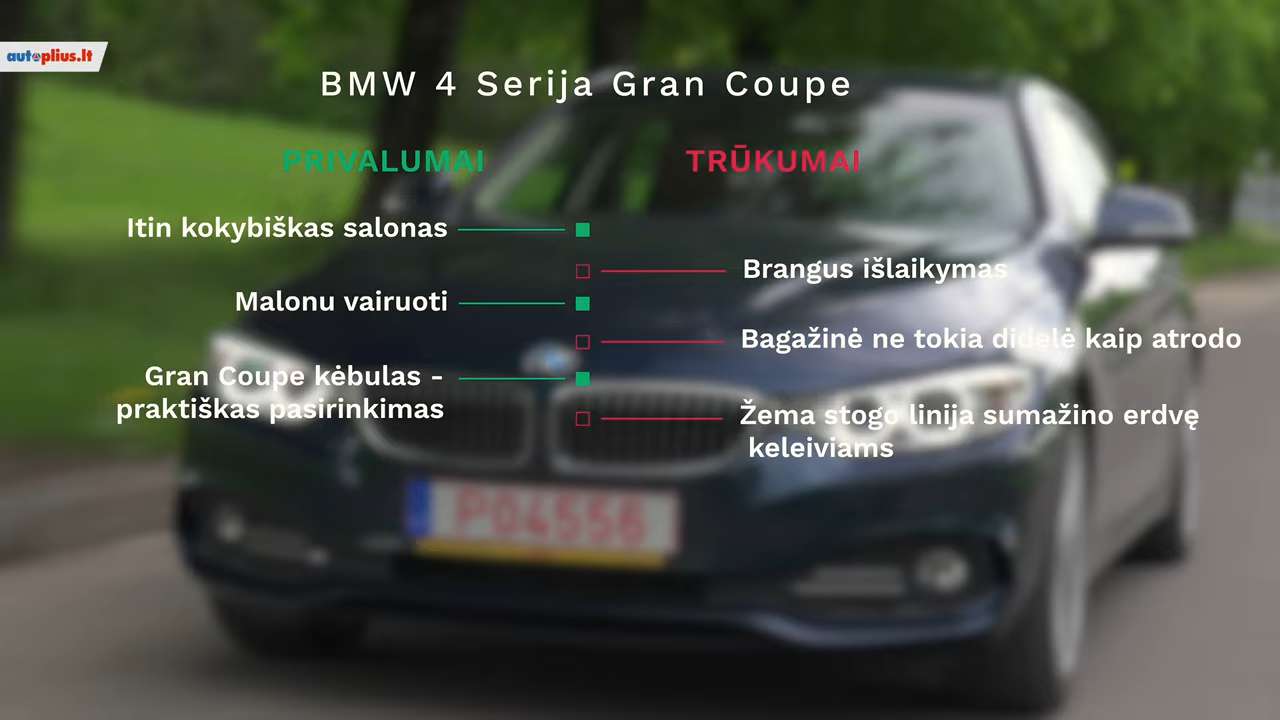 autoplius.lt
BMW 4 Serija Gran Coupe
PRIVALUMAI
TRŪKUMAI
Itin kokybiškas salonas
Brangus išlaikymas
Malonu vairuoti
Bagažinė ne tokia didelė kaip atrodo
Gran Coupe kėbulas -
praktiškas pasirinkimas
Žema stogo linija sumažino erdvę
keleiviams
P04556